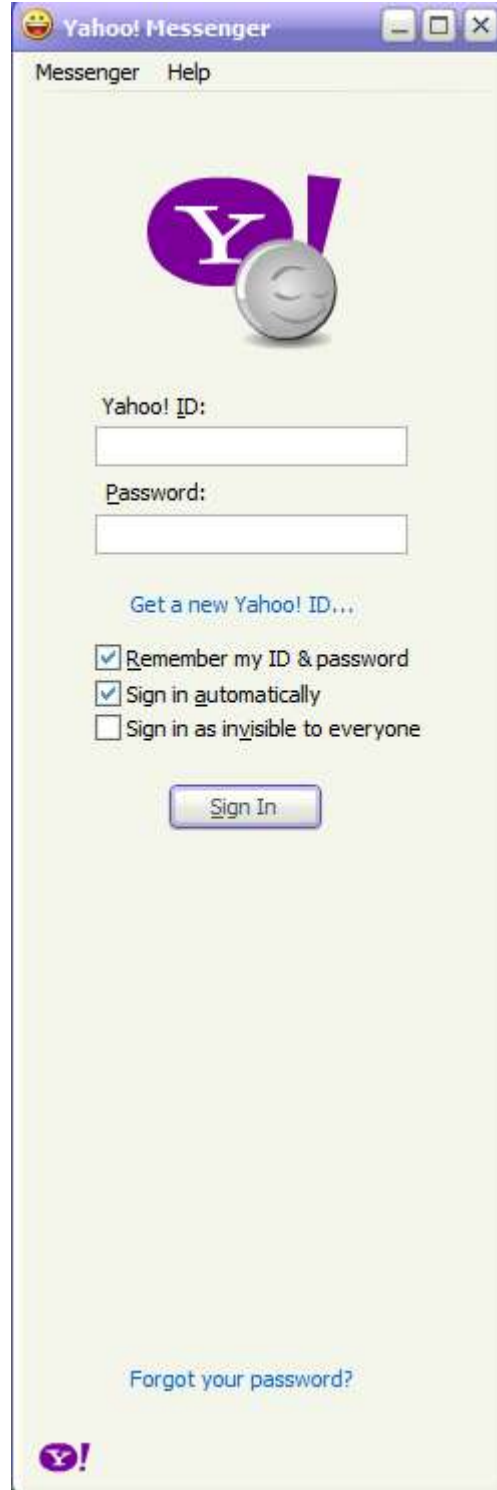 Yahoo! Messenger
Messenger Help
Y!
Yahoo! ID:
Password:
Get a new Yahoo! ID...
Remember my ID & password
Sign in automatically
Sign in as invisible to everyone
Sign In
Forgot your password?
Y!